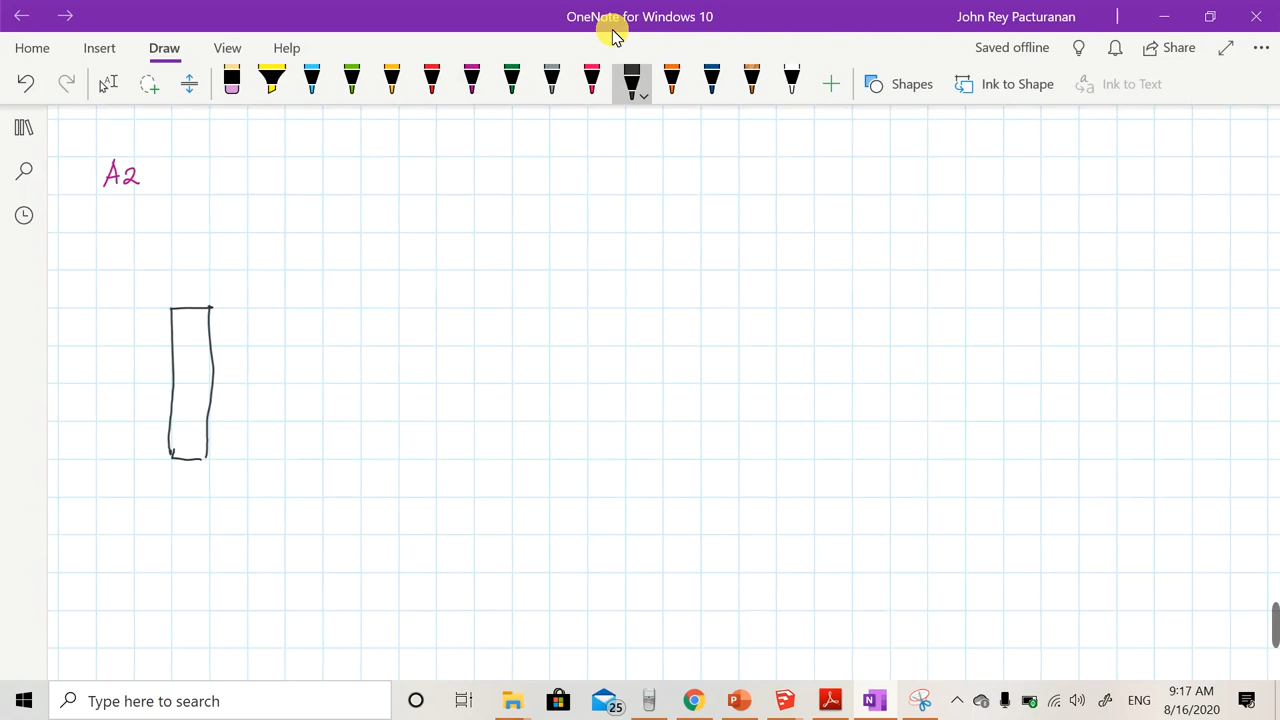 OneNote for Windows 10
John Rey Pacturanan
Home Insert Draw View Help
Saved offline
Share
Shapes
Ink to Shape
Ink to Text
A2
Type here to search
25
ENG
9:17 AM
8/16/2020